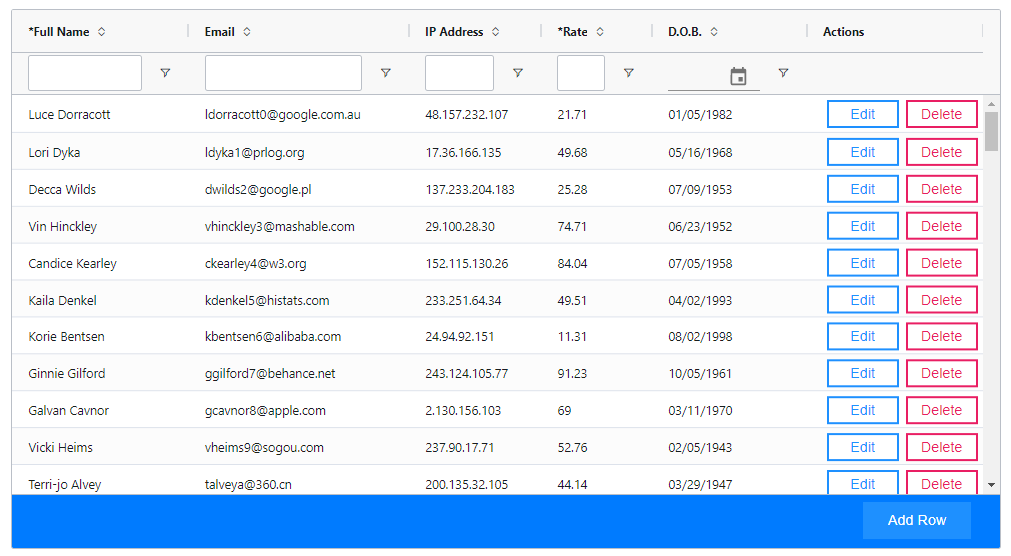 *Full Name Email IP Address *Rate D.O.B. Actions
Luce Dorracott ldorracott0@google.com.au 48.157.232.107 21.71 01/05/1982 Edit Delete
Lori Dyka ldyka1@prlog.org 17.36.166.135 49.68 05/16/1968 Edit Delete
Decca Wilds dwilds2@google.pl 137.233.204.183 25.28 07/09/1953 Edit Delete
Vin Hinckley vhinckley3@mashable.com 29.100.28.30 74.71 06/23/1952 Edit Delete
Candice Kearley ckearley4@w3.org 152.115.130.26 84.04 07/05/1958 Edit Delete
Kaila Denkel kdenkel5@histats.com 233.251.64.34 49.51 04/02/1993 Edit Delete
Korie Bentsen kbentsen6@alibaba.com 24.94.92.151 11.31 08/02/1998 Edit Delete
Ginnie Gilford ggilford7@behance.net 243.124.105.77 91.23 10/05/1961 Edit Delete
Galvan Cavnor gcavnor8@apple.com 2.130.156.103 69 03/11/1970 Edit Delete
Vicki Heims vheims9@sogou.com 237.90.17.71 52.76 02/05/1943 Edit Delete
Terri-jo Alvey talveya@360.cn 200.135.32.105 44.14 03/29/1947 Edit Delete
Add Row